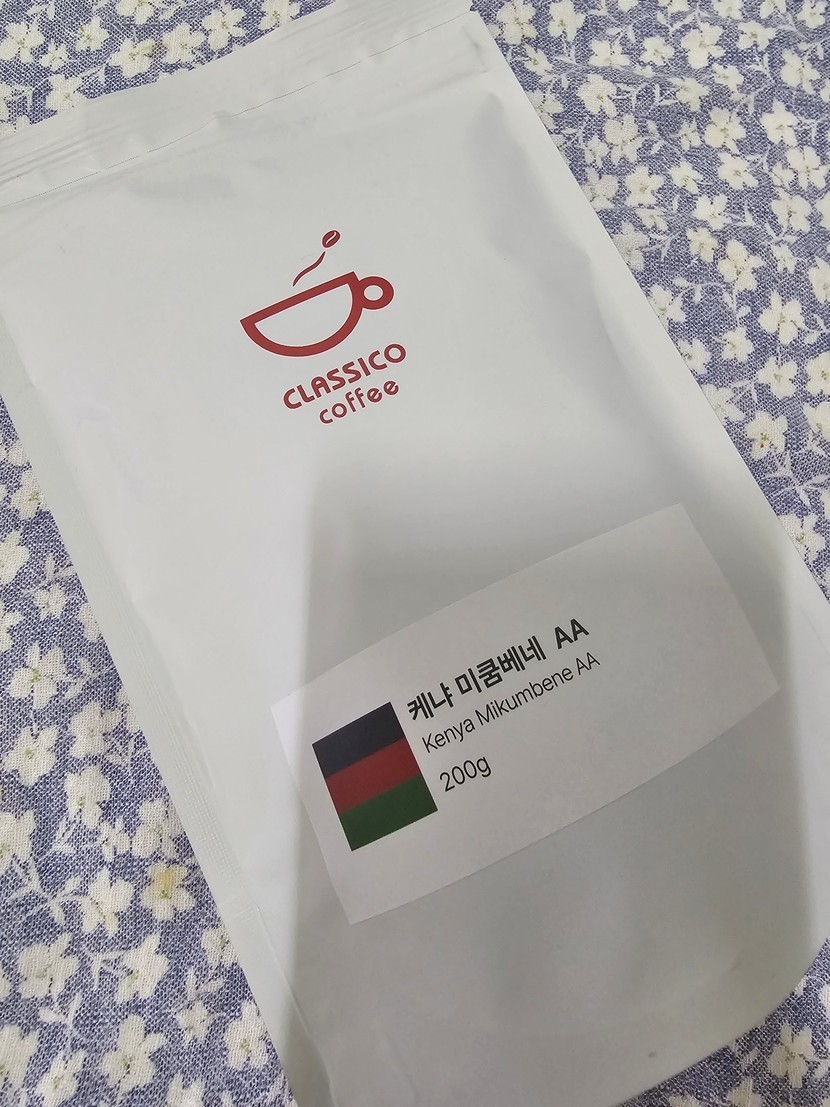 CLASSICO
coffee
케냐 미쿰베네 AA
Kenya Mikumbene AA
200g